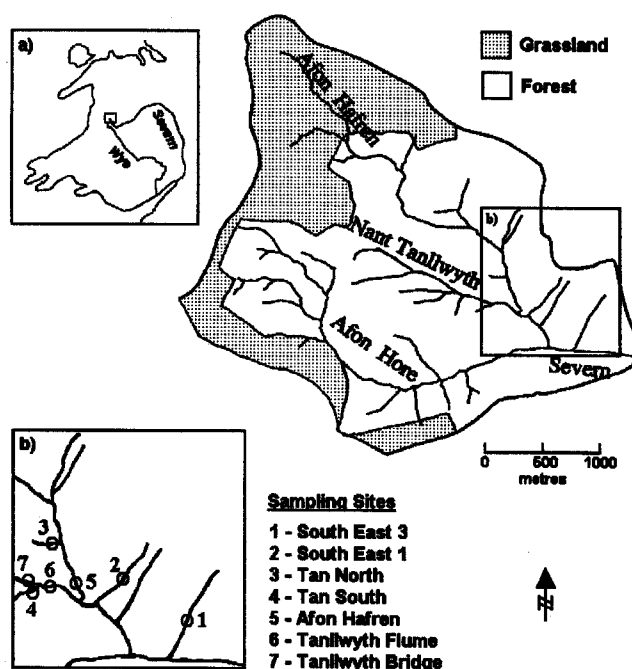 a)
Severn
Wye
Grassland
Forest
Afon Hafren
Nant Tanllwyth
b)
Afon Hore
Severn
0 600 1000
metres
b)
3
7 6 5 2
4
1
Sampling Sites
1 - South East 3
2 - South East 1
3 - Tan North
4 - Tan South
5 - Afon Hafren
6 - Tanllwyth Flume
7 - Tanllwyth Bridge
N